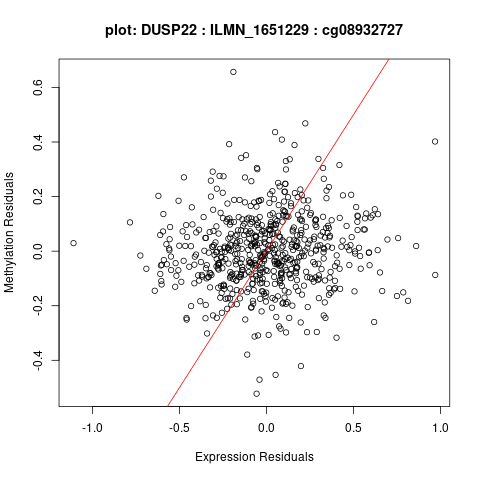 plot: DUSP22 : ILMN_1651229 : cg08932727
Methylation Residuals
0.6
0.4
0.2
0.0
-0.2
-0.4
-1.0 -0.5 0.0 0.5 1.0
Expression Residuals